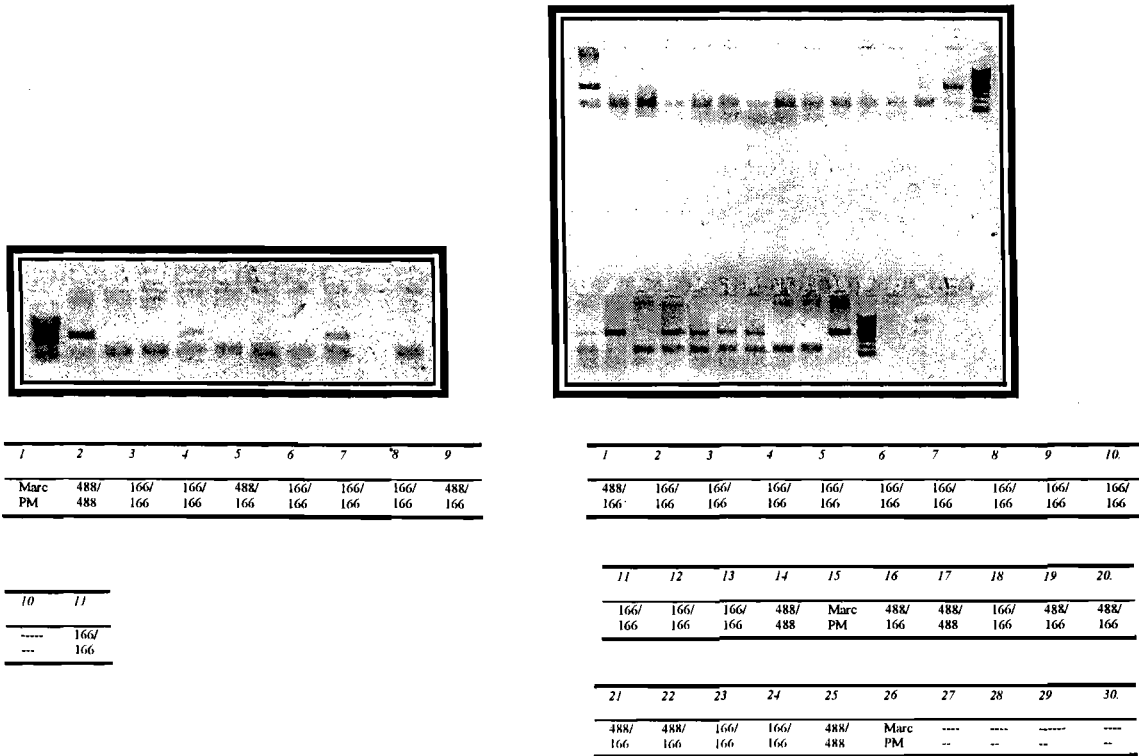 1 2 3 4 5 6 7 8 9
Marc 488/ 166/ 166/ 488/ 166/ 166/ 166/ 488/
PM 488 166 166 166 166 166 166 166
10 11
----- 166/
--- 166
1 2 3 4 5 6 7 8 9 10.
488/ 166/ 166/ 166/ 166/ 166/ 166/ 166/ 166/ 166/
166 166 166 166 166 166 166 166 166 166
11 12 13 14 15 16 17 18 19 20.
166/ 166/ 166/ 488/ Marc 488/ 488/ 166/ 488/ 488/
166 166 166 488 PM 166 488 166 166 166
21 22 23 24 25 26 27 28 29 30.
488/ 488/ 166/ 166/ 488/ Marc ---- ---- ----- ----
166 166 166 166 488 PM -- -- -- --